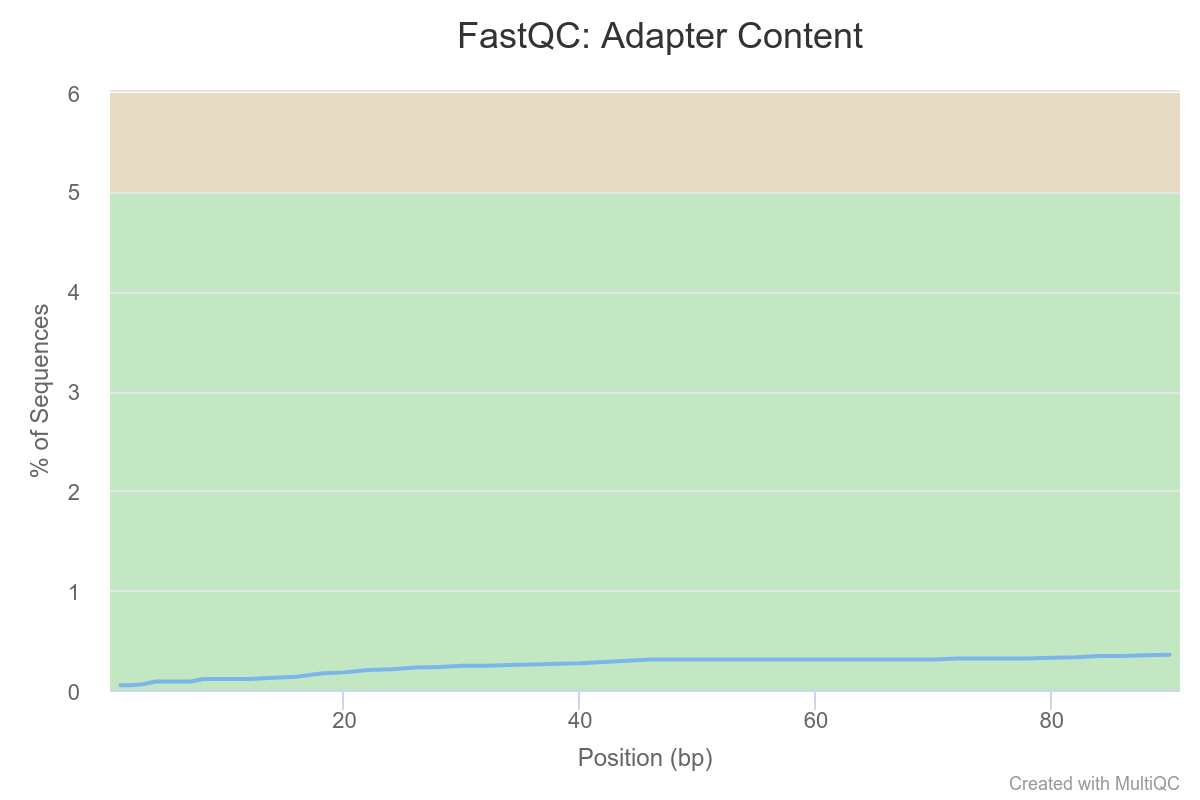 FastQC: Adapter Content
6
5
4
3
2
1
0
% of Sequences
20 40 60 80
Position (bp)
Created with MultiQC